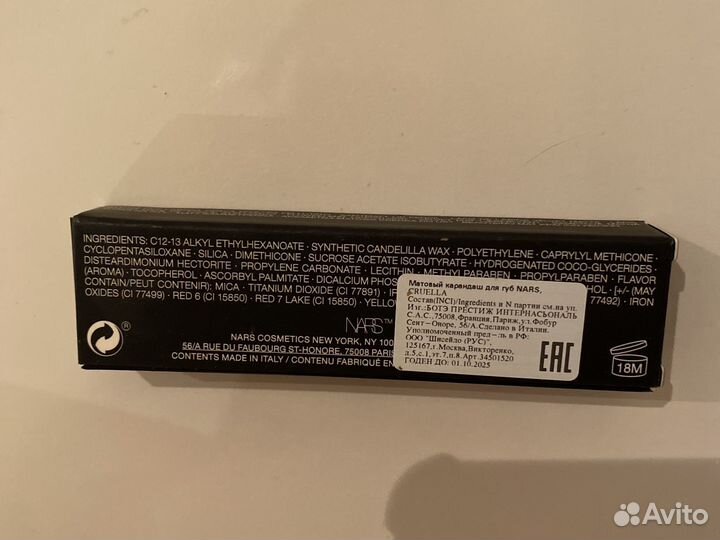 INGREDIENTS: C12-13 ALKYL ETHYLHEXANOATE · SYNTHETIC CANDELILLA WAX · POLYETHYLENE · CAPRYLYL METHICONE ·
CYCLOPENTASILOXANE · SILICA · DIMETHICONE · SUCROSE ACETATE ISOBUTYRATE · HYDROGENATED COCO-GLYCERIDES ·
DISTEARDIMONIUM HECTORITE · PROPYLENE CARBONATE · LECITHIN · METHYLPARABEN · PROPYLPARABEN · FLAVOR
(AROMA) · TOCOPHEROL · ASCORBYL PALMITATE · DICALCIUM PHOS
HOL · [+/- (MAY
CONTAIN/PEUT CONTENIR): MICA · TITANIUM DIOXIDE (CI 77891)
77492) · IRON
OXIDES (CI 77499) · RED 6 (CI 15850) · RED 7 LAKE (CI 15850) · YELLO
NARS™
NARS COSMETICS NEW YORK, NY 100
56/A RUE DU FAUBOURG ST-HONORE, 75008 PARIS
CONTENTS MADE IN ITALY / CONTENU FABRIQUÉ EN
Матовый карандаш для губ NARS,
CRUELLA
Состав(INCI)/Ingredients и N партии см.на уп.
Изг.:БОТЭ ПРЕСТИЖ ИНТЕРНАСЬОНАЛЬ
С.А.С.,75008,Франция,Париж,ул.Фобур
Сент-Оноре, 56/А.Сделано в Италии.
Уполномоченный пред-ль в РФ:
ООО "Шисейдо (РУС)",
125167,г.Москва,Викторенко,
д.5,с.1,эт.7,п.8.Арт.34501520
ГОДЕН ДО: 01.10.2025
EAC
18M
Avito